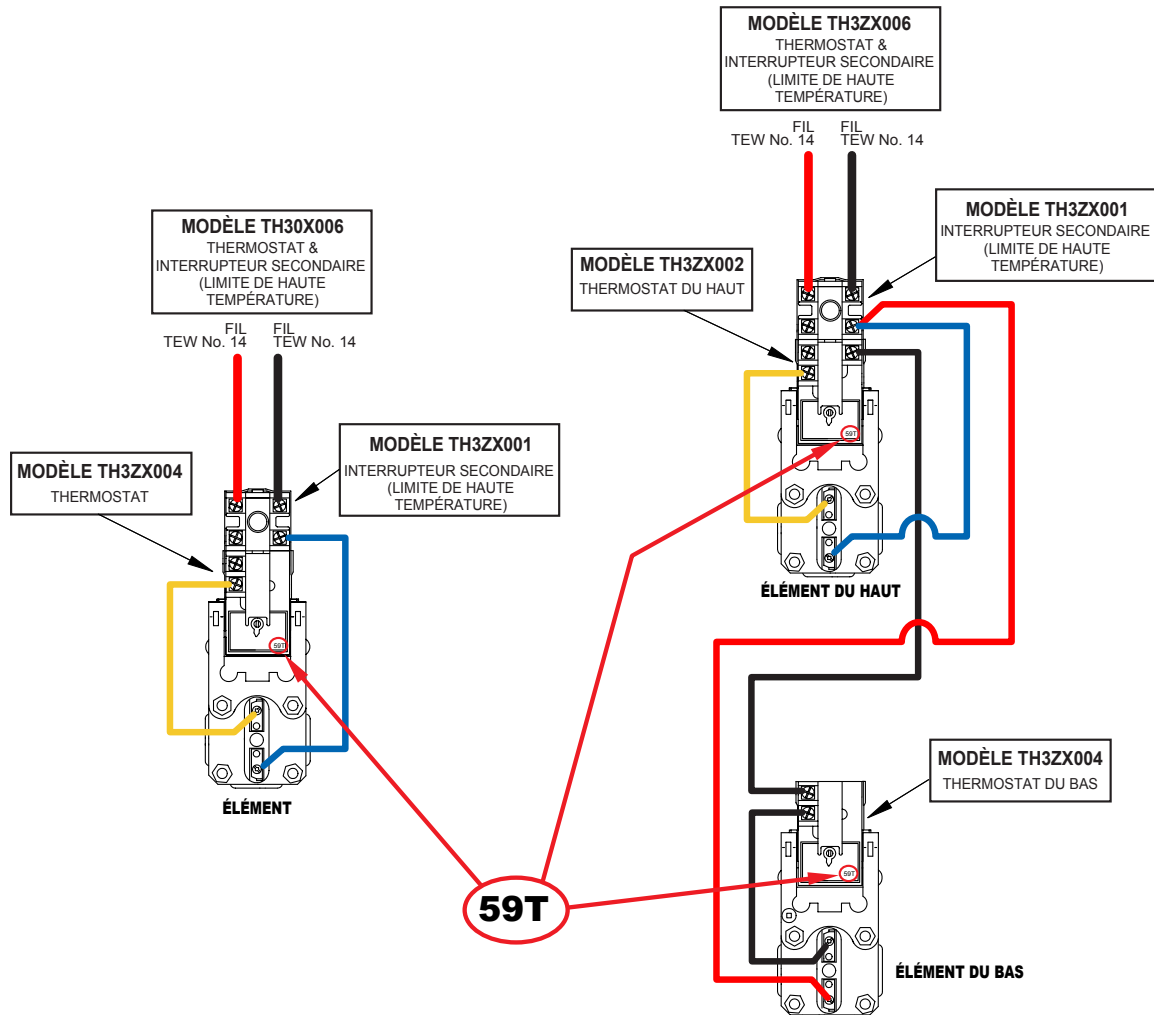 MODÈLE TH3ZX006
THERMOSTAT &
INTERRUPTEUR SECONDAIRE
(LIMITE DE HAUTE
TEMPÉRATURE)
FIL
TEW No. 14
FIL
TEW No. 14
MODÈLE TH3ZX001
INTERRUPTEUR SECONDAIRE
(LIMITE DE HAUTE
TEMPÉRATURE)
MODÈLE TH3ZX002
THERMOSTAT DU HAUT
59T
ÉLÉMENT DU HAUT
MODÈLE TH30X006
THERMOSTAT &
INTERRUPTEUR SECONDAIRE
(LIMITE DE HAUTE
TEMPÉRATURE)
FIL
TEW No. 14
FIL
TEW No. 14
MODÈLE TH3ZX004
THERMOSTAT
MODÈLE TH3ZX001
INTERRUPTEUR SECONDAIRE
(LIMITE DE HAUTE
TEMPÉRATURE)
59T
ÉLÉMENT
MODÈLE TH3ZX004
THERMOSTAT DU BAS
59T
59T
ÉLÉMENT DU BAS